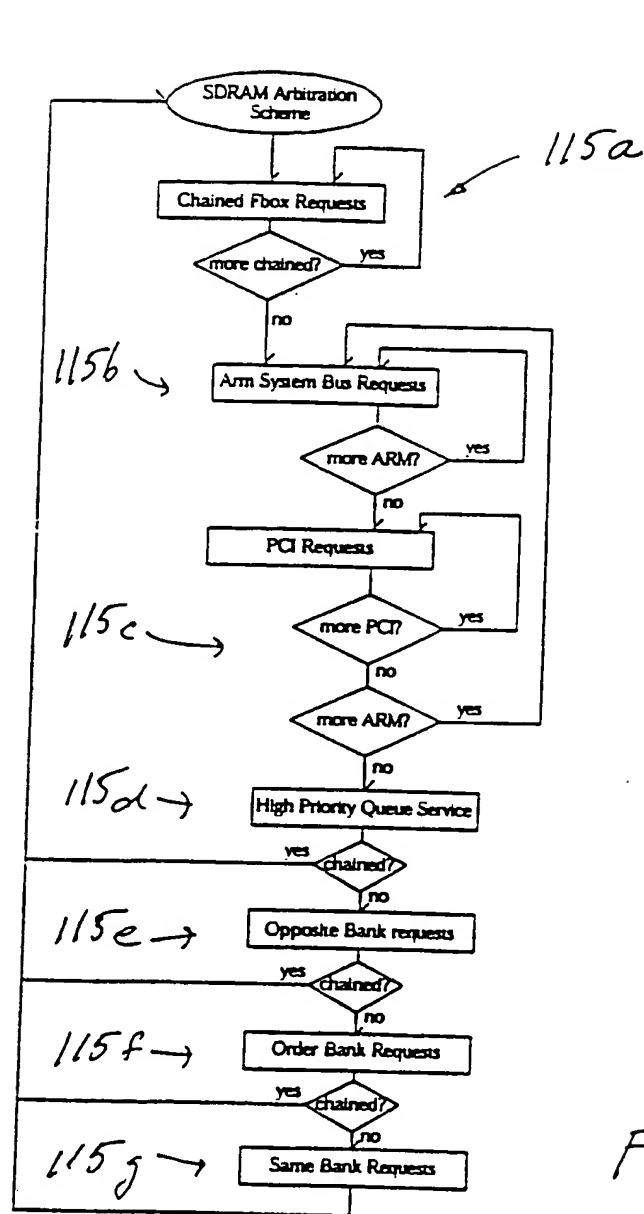 SDRAM Arbitration
Scheme
115a
Chained Fbox Requests
more chained?
yes
no
115b
Arm System Bus Requests
more ARM?
yes
no
PCI Requests
115c
more PCI?
yes
no
more ARM?
yes
no
115d
High Priority Queue Service
yes
chained?
no
115e
Opposite Bank requests
yes
chained?
no
115f
Order Bank Requests
yes
chained?
no
115g
Same Bank Requests
F